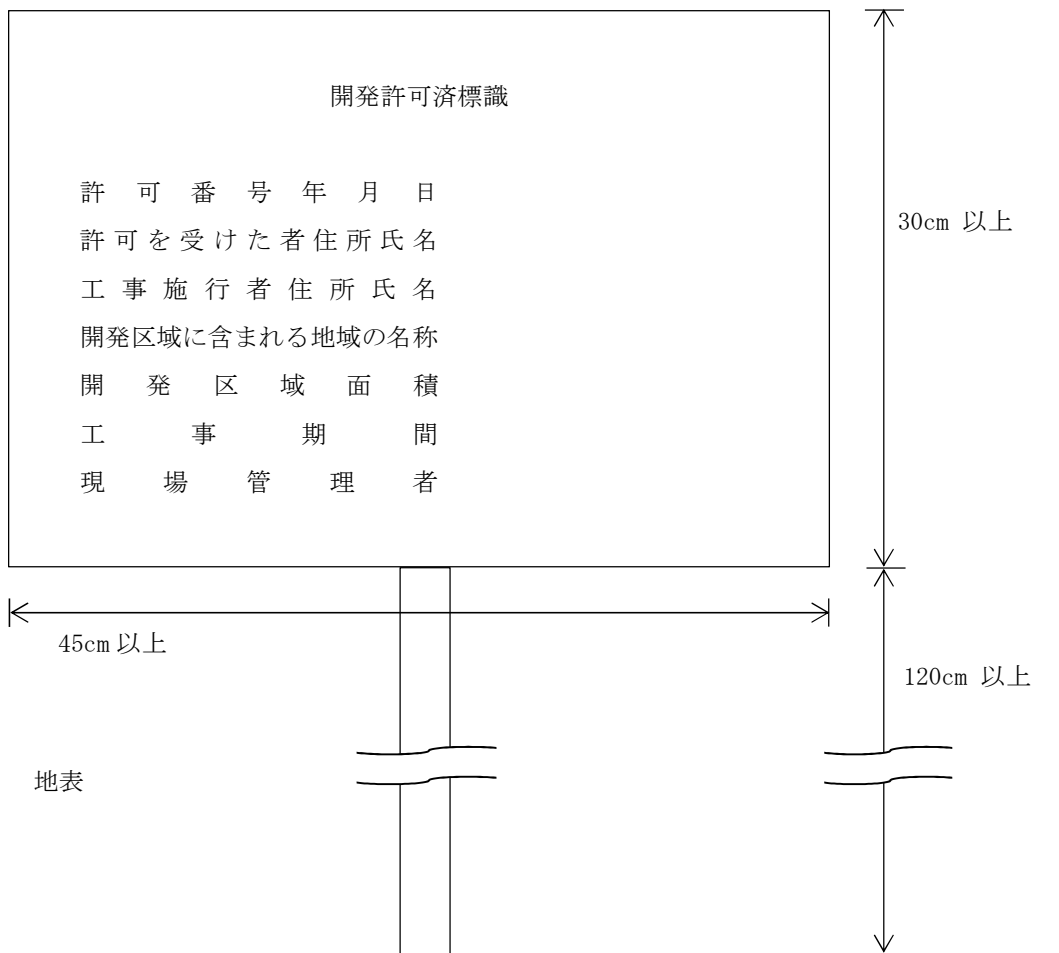 開発許可済標識
許可番号年月日
許可を受けた者住所氏名
工事施行者住所氏名
開発区域に含まれる地域の名称
開発区域面積
工事期間
現場管理者
30cm 以上
45cm 以上
120cm 以上
地表